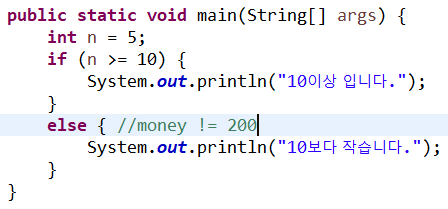 public static void main(String[] args) {
int n = 5;
if (n >= 10) {
System.out.println("10이상 입니다.");
}
else { //money != 200
System.out.println("10보다 작습니다.");
}
}